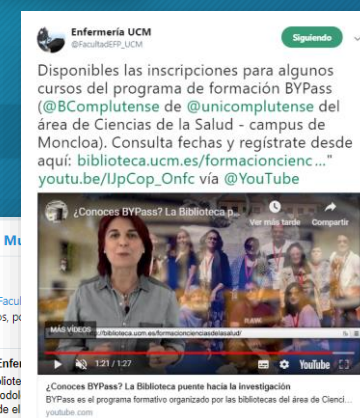 Enfermería UCM
@FacultadEFP_UCM
Siguiendo
Disponibles las inscripciones para algunos
cursos del programa de formación BYPass
(@BComplutense de @unicomplutense del
área de Ciencias de la Salud - campus de
Moncloa). Consulta fechas y regístrate desde
aquí: biblioteca.ucm.es/formacioncienc..."
youtu.be/IJpCop_Onfc vía @YouTube
¿Conoces BYPass? La Biblioteca p...
Ver más tarde
Compartir
MÁS VÍDEOS
://biblioteca.ucm.es/formacioncienciasdelasalud/
1:21 / 1:27
YouTube
¿Conoces BYPass? La Biblioteca puente hacia la investigación
BYPass es el programa formativo organizado por las bibliotecas del área de Cienci...
youtube.com